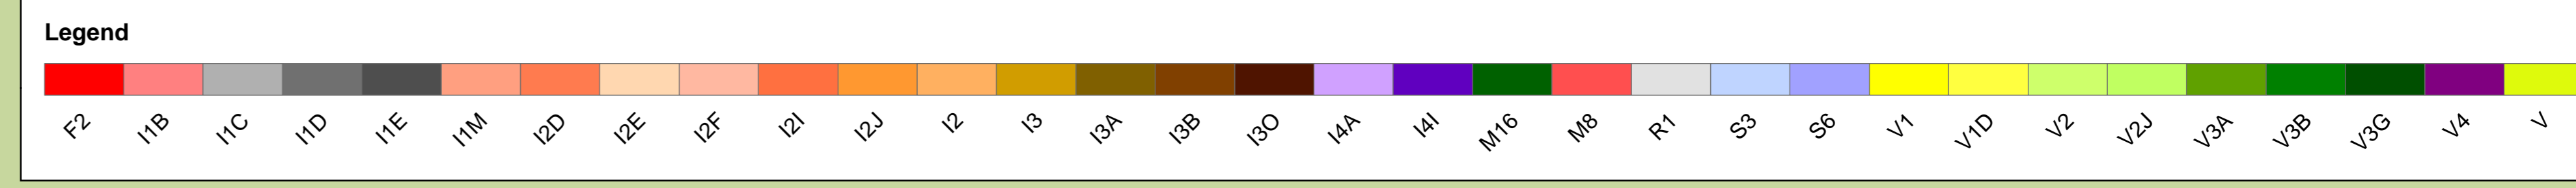 Legend
F2 I1B I1C I1D I1E I1M I2D I2E I2F I2I I2J I2 I3 I3A I3B I3O I4A I4I M16 M8 R1 S3 S6 V1 V1D V2 V2J V3A V3B V3G V4 V